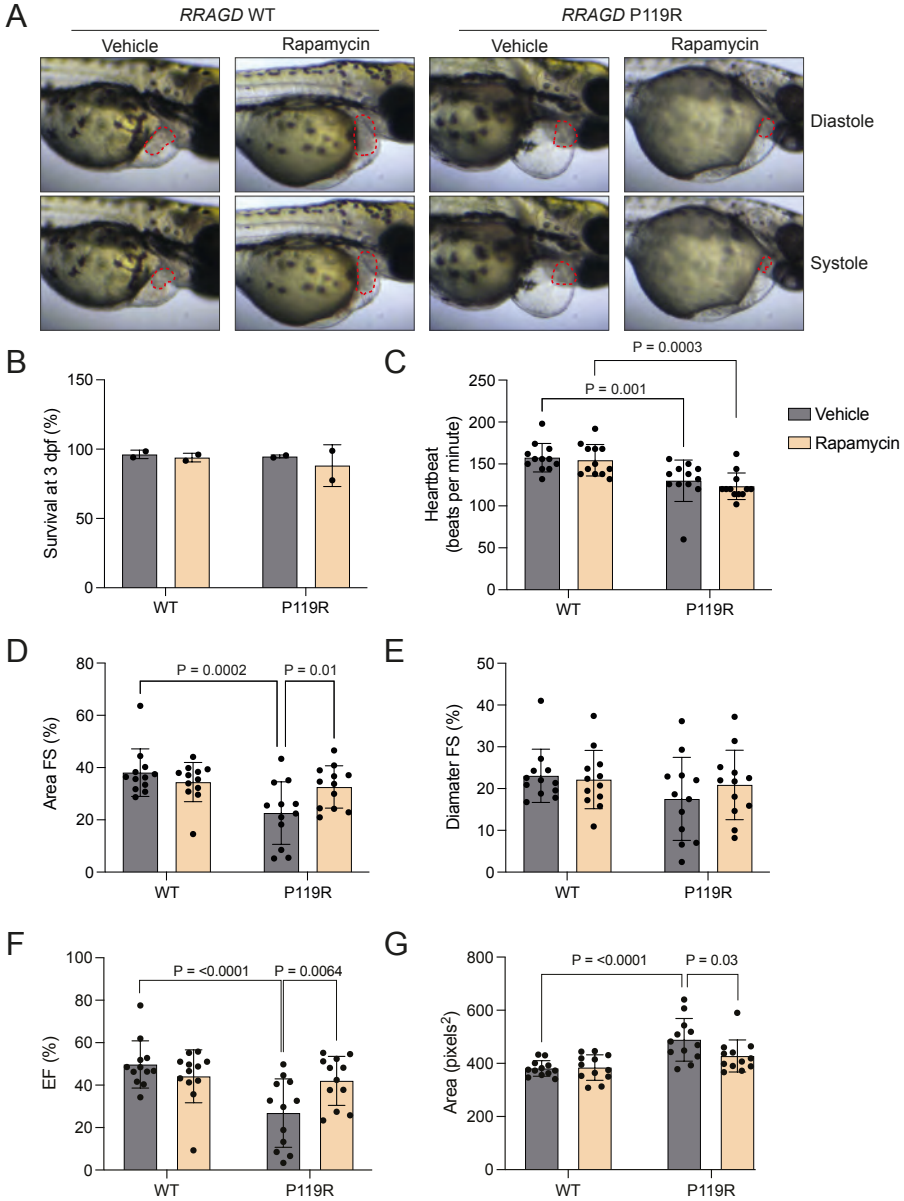 A
RRAGD WT
RRAGD P119R
Vehicle
Rapamycin
Vehicle
Rapamycin
Diastole
Systole
B
Survival at 3 dpf (%)
150
100
50
0
WT
P119R
C
Heartbeat
(beats per minute)
250
200
150
100
50
0
P = 0.0003
P = 0.001
WT
P119R
Vehicle
Rapamycin
D
Area FS (%)
80
60
40
20
0
P = 0.0002
P = 0.01
WT
P119R
E
Diamater FS (%)
50
40
30
20
10
0
WT
P119R
F
EF (%)
100
80
60
40
20
0
P = <0.0001
P = 0.0064
WT
P119R
G
Area (pixels²)
800
600
400
200
0
P = <0.0001
P = 0.03
WT
P119R